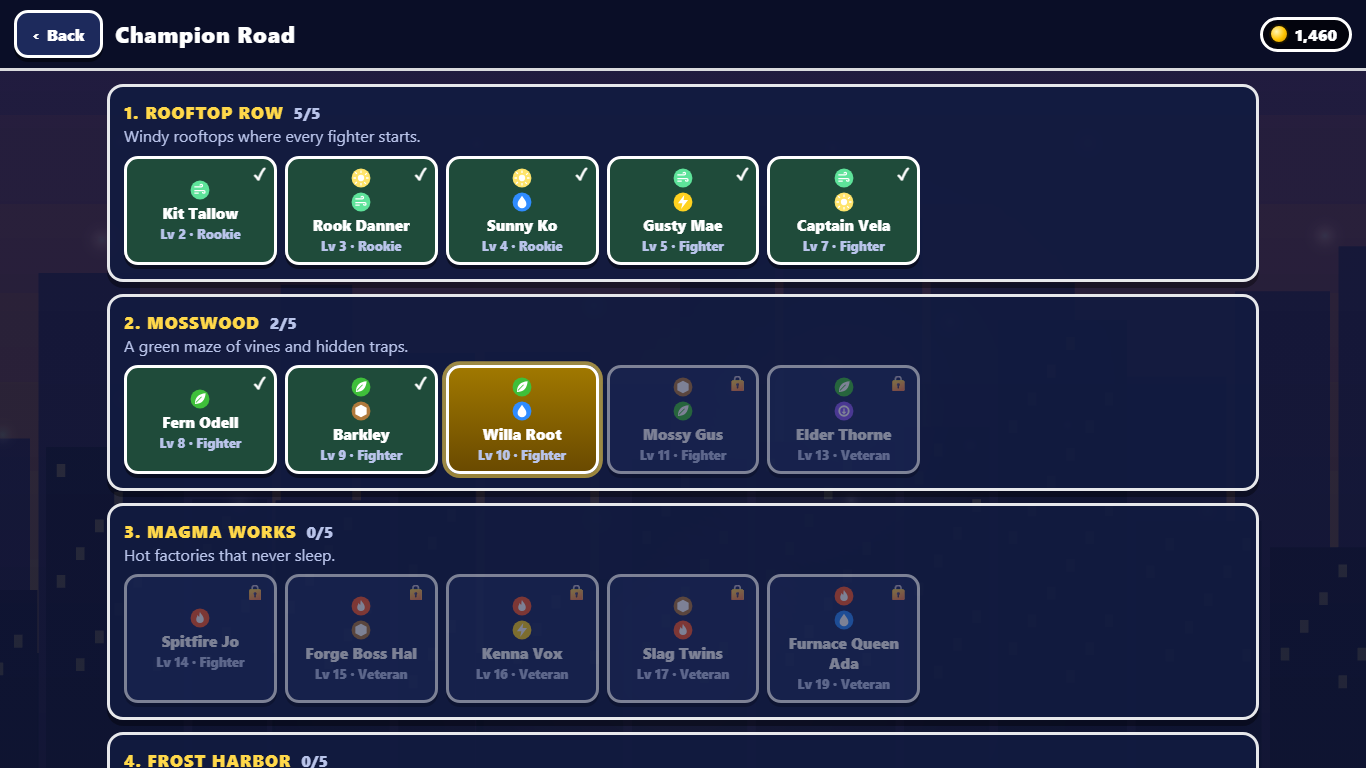 ‹ Back
Champion Road
1,460
1. ROOFTOP ROW 5/5
Windy rooftops where every fighter starts.
Kit Tallow
Lv 2 • Rookie
Rook Danner
Lv 3 • Rookie
Sunny Ko
Lv 4 • Rookie
Gusty Mae
Lv 5 • Fighter
Captain Vela
Lv 7 • Fighter
2. MOSSWOOD 2/5
A green maze of vines and hidden traps.
Fern Odell
Lv 8 • Fighter
Barkley
Lv 9 • Fighter
Willa Root
Lv 10 • Fighter
Mossy Gus
Lv 11 • Fighter
Elder Thorne
Lv 13 • Veteran
3. MAGMA WORKS 0/5
Hot factories that never sleep.
Spitfire Jo
Lv 14 • Fighter
Forge Boss Hal
Lv 15 • Veteran
Kenna Vox
Lv 16 • Veteran
Slag Twins
Lv 17 • Veteran
Furnace Queen
Ada
Lv 19 • Veteran
4. FROST HARBOR 0/5